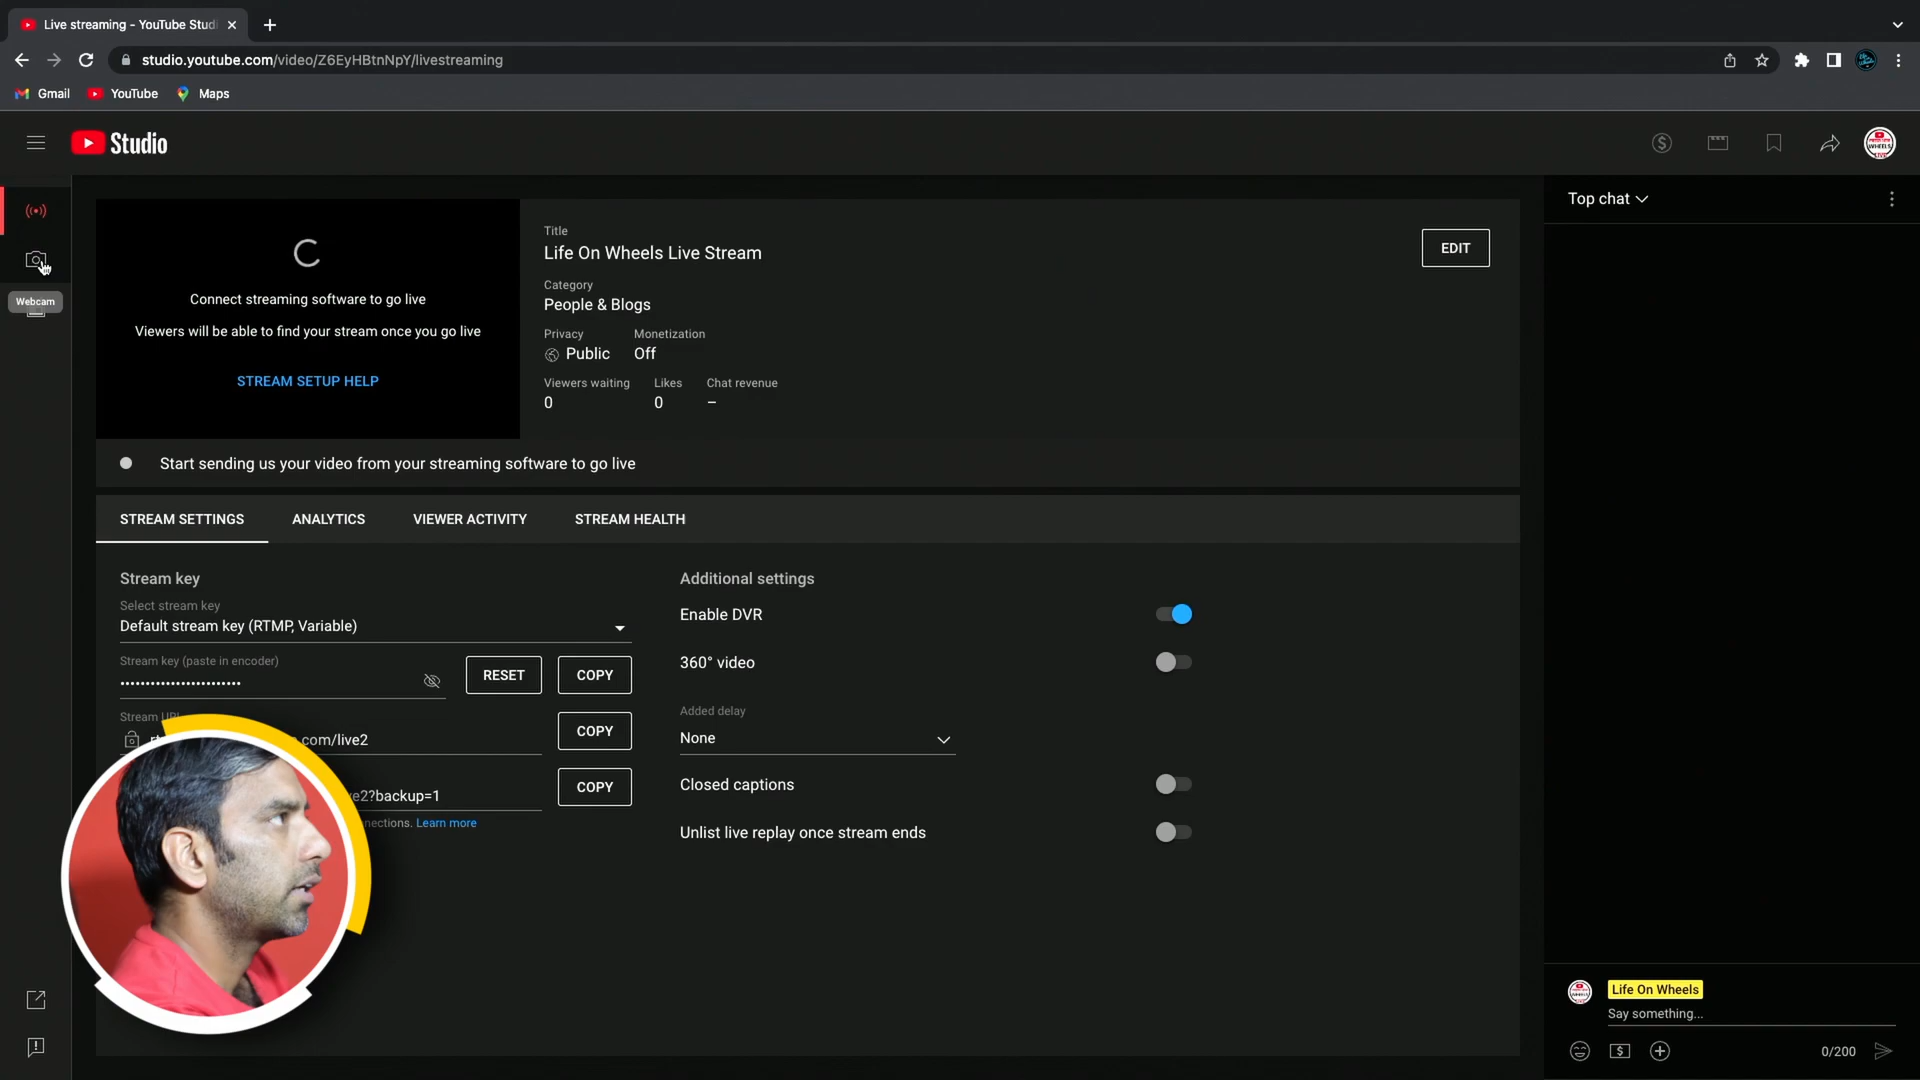 Live streaming - YouTube Stud
studio.youtube.com/video/Z6EyHBtnNpY/livestreaming
Gmail YouTube Maps
Studio
Webcam
Connect streaming software to go live
Viewers will be able to find your stream once you go live
STREAM SETUP HELP
Title
Life On Wheels Live Stream
EDIT
Category
People & Blogs
Privacy Monetization
Public Off
Viewers waiting Likes Chat revenue
0 0 –
Start sending us your video from your streaming software to go live
STREAM SETTINGS ANALYTICS VIEWER ACTIVITY STREAM HEALTH
Stream key
Select stream key
Default stream key (RTMP, Variable)
Stream key (paste in encoder)
••••••••••••••••••••••••
RESET COPY
Stream
com/live2
COPY
?backup=1
COPY
Learn more
Additional settings
Enable DVR
360° video
Added delay
None
Closed captions
Unlist live replay once stream ends
Top chat
Life On Wheels
Say something...
0/200